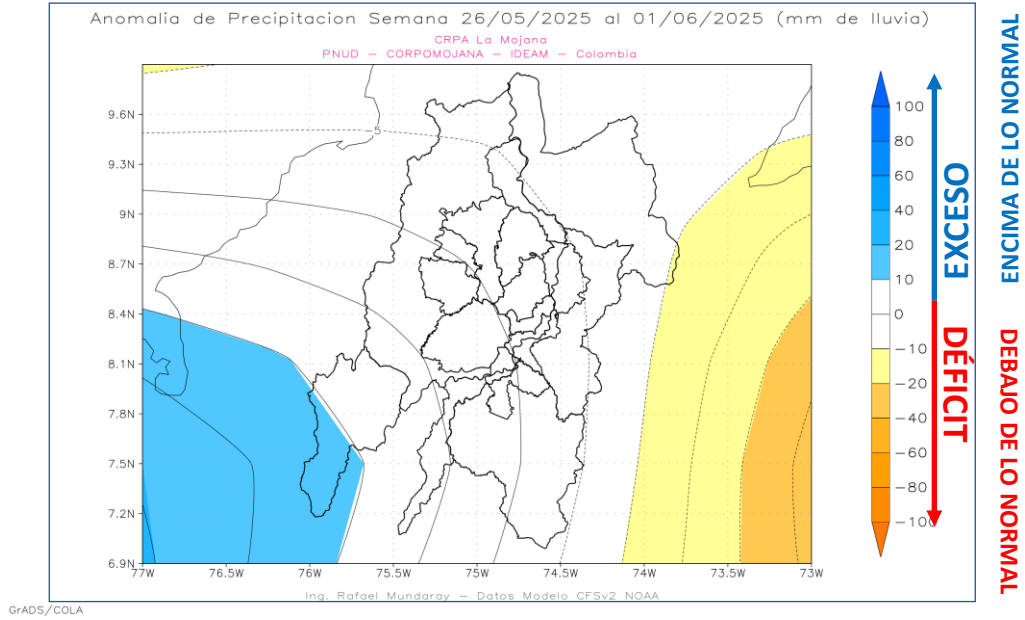 Anomalia de Precipitacion Semana 26/05/2025 al 01/06/2025 (mm de lluvia)
CRPA La Mojana
PNUD – CORPOMOJANA – IDEAM – Colombia
9.6N
9.3N
9N
8.7N
8.4N
8.1N
7.8N
7.5N
7.2N
6.9N
-5
77W 76.5W 76W 75.5W 75W 74.5W 74W 73.5W 73W
Ing. Rafael Mundaray – Datos Modelo CFSv2 NOAA
GrADS/COLA
100
80
60
40
20
10
0
-10
-20
-40
-60
-80
-100
EXCESO
DÉFICIT
ENCIMA DE LO NORMAL
DEBAJO DE LO NORMAL